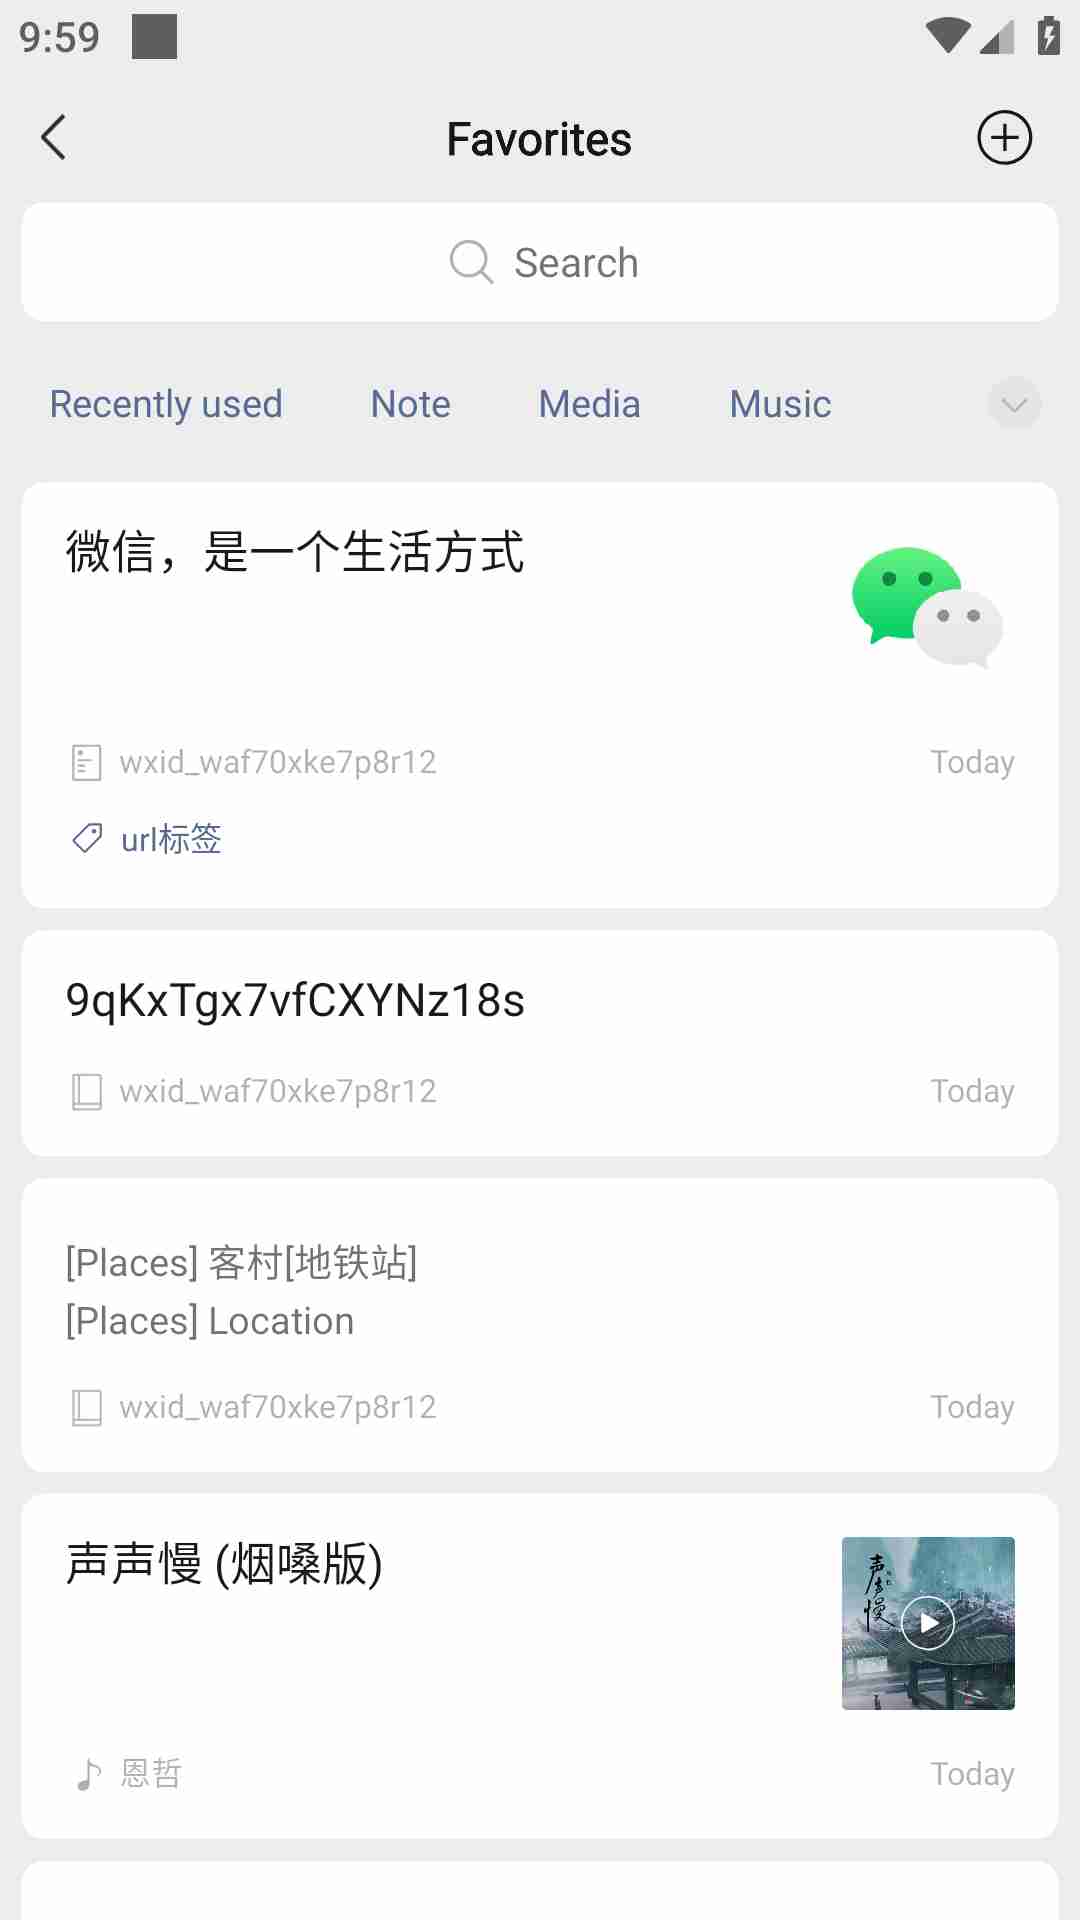 9:59
Favorites
Search
Recently used Note Media Music
微信，是一个生活方式
wxid_waf70xke7p8r12 Today
url标签
9qKxTgx7vfCXYNz18s
wxid_waf70xke7p8r12 Today
[Places] 客村[地铁站]
[Places] Location
wxid_waf70xke7p8r12 Today
声声慢 (烟嗓版)
声声慢
恩哲 Today